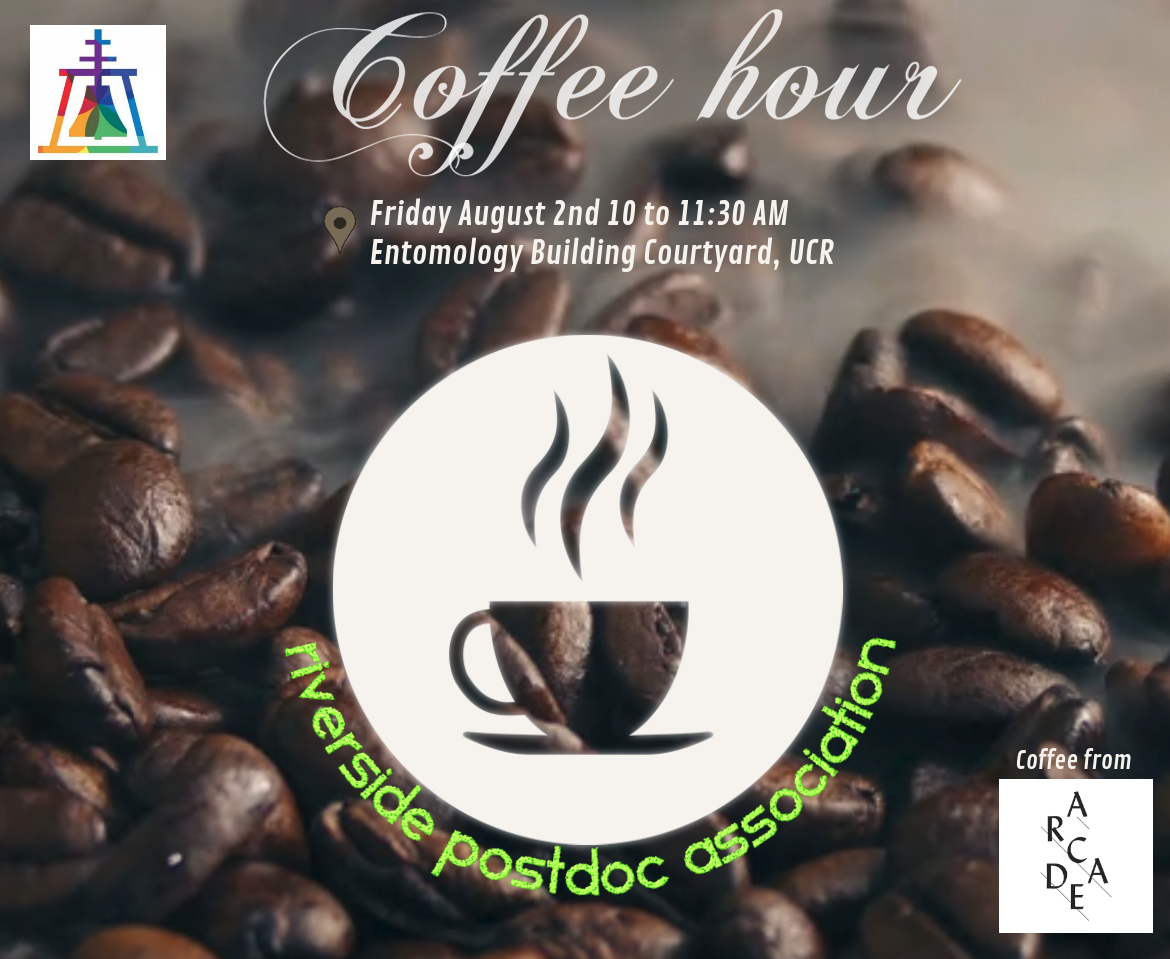 Coffee hour
Friday August 2nd 10 to 11:30 AM
Entomology Building Courtyard, UCR
riverside postdoc association
Coffee from
ARCADE